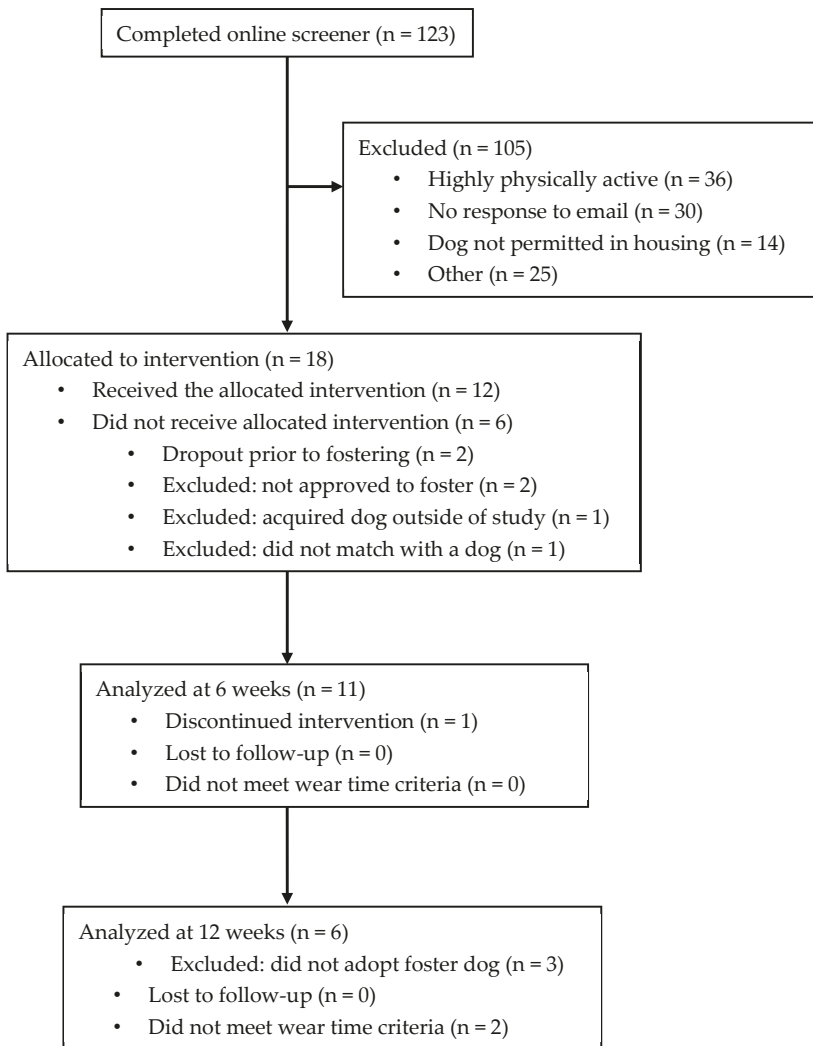 Completed online screener (n = 123)
Excluded (n = 105)
• Highly physically active (n = 36)
• No response to email (n = 30)
• Dog not permitted in housing (n = 14)
• Other (n = 25)
Allocated to intervention (n = 18)
• Received the allocated intervention (n = 12)
• Did not receive allocated intervention (n = 6)
• Dropout prior to fostering (n = 2)
• Excluded: not approved to foster (n = 2)
• Excluded: acquired dog outside of study (n = 1)
• Excluded: did not match with a dog (n = 1)
Analyzed at 6 weeks (n = 11)
• Discontinued intervention (n = 1)
• Lost to follow-up (n = 0)
• Did not meet wear time criteria (n = 0)
Analyzed at 12 weeks (n = 6)
• Excluded: did not adopt foster dog (n = 3)
• Lost to follow-up (n = 0)
• Did not meet wear time criteria (n = 2)